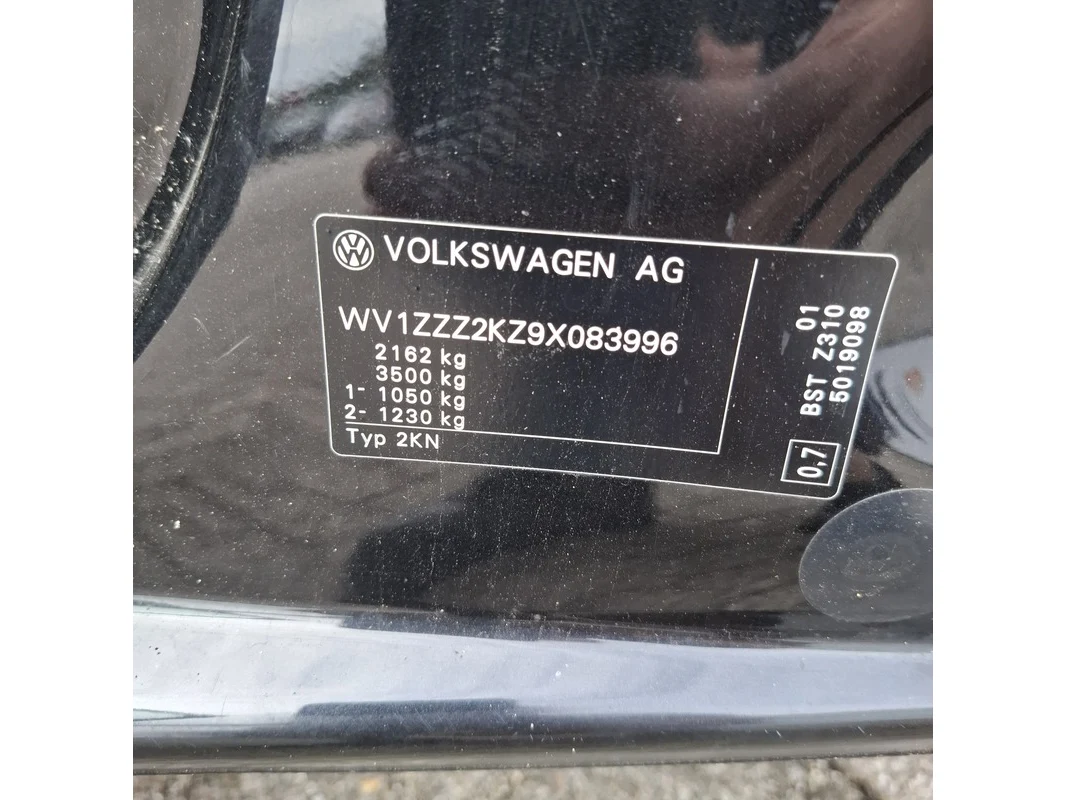 VOLKSWAGEN AG
WV1ZZZ2KZ9X083996
2162 kg
3500 kg
1- 1050 kg
2- 1230 kg
Typ 2KN
01
BST Z310
5019098
0,7